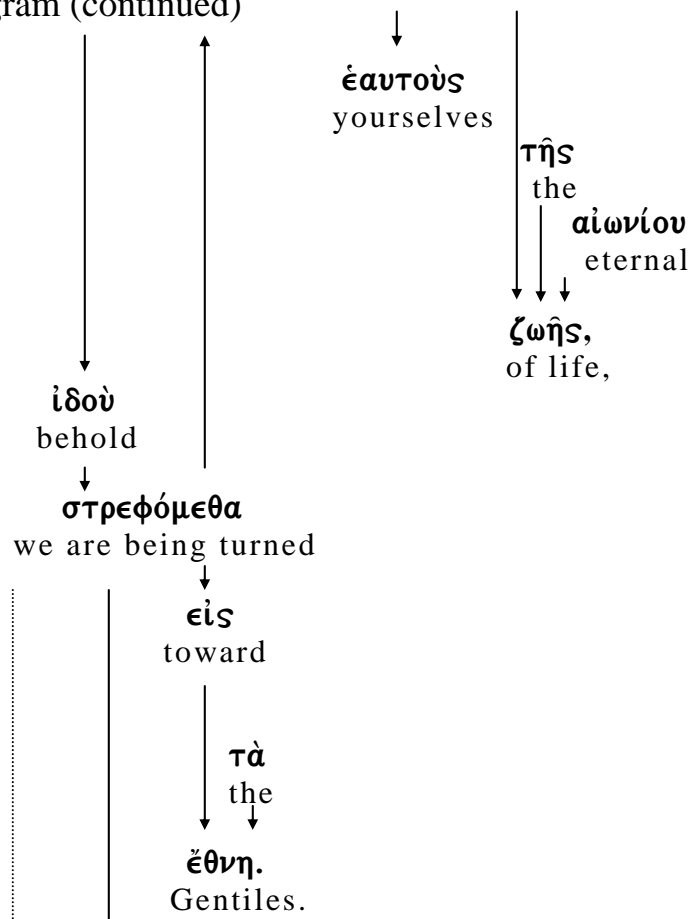 gram (continued)
ἑαυτοὺς
yourselves
τῆς
the
αἰωνίου
eternal
ζωῆς,
of life,
ἰδοὺ
behold
στρεφόμεθα
we are being turned
εἰς
toward
τὰ
the
ἔθνη.
Gentiles.